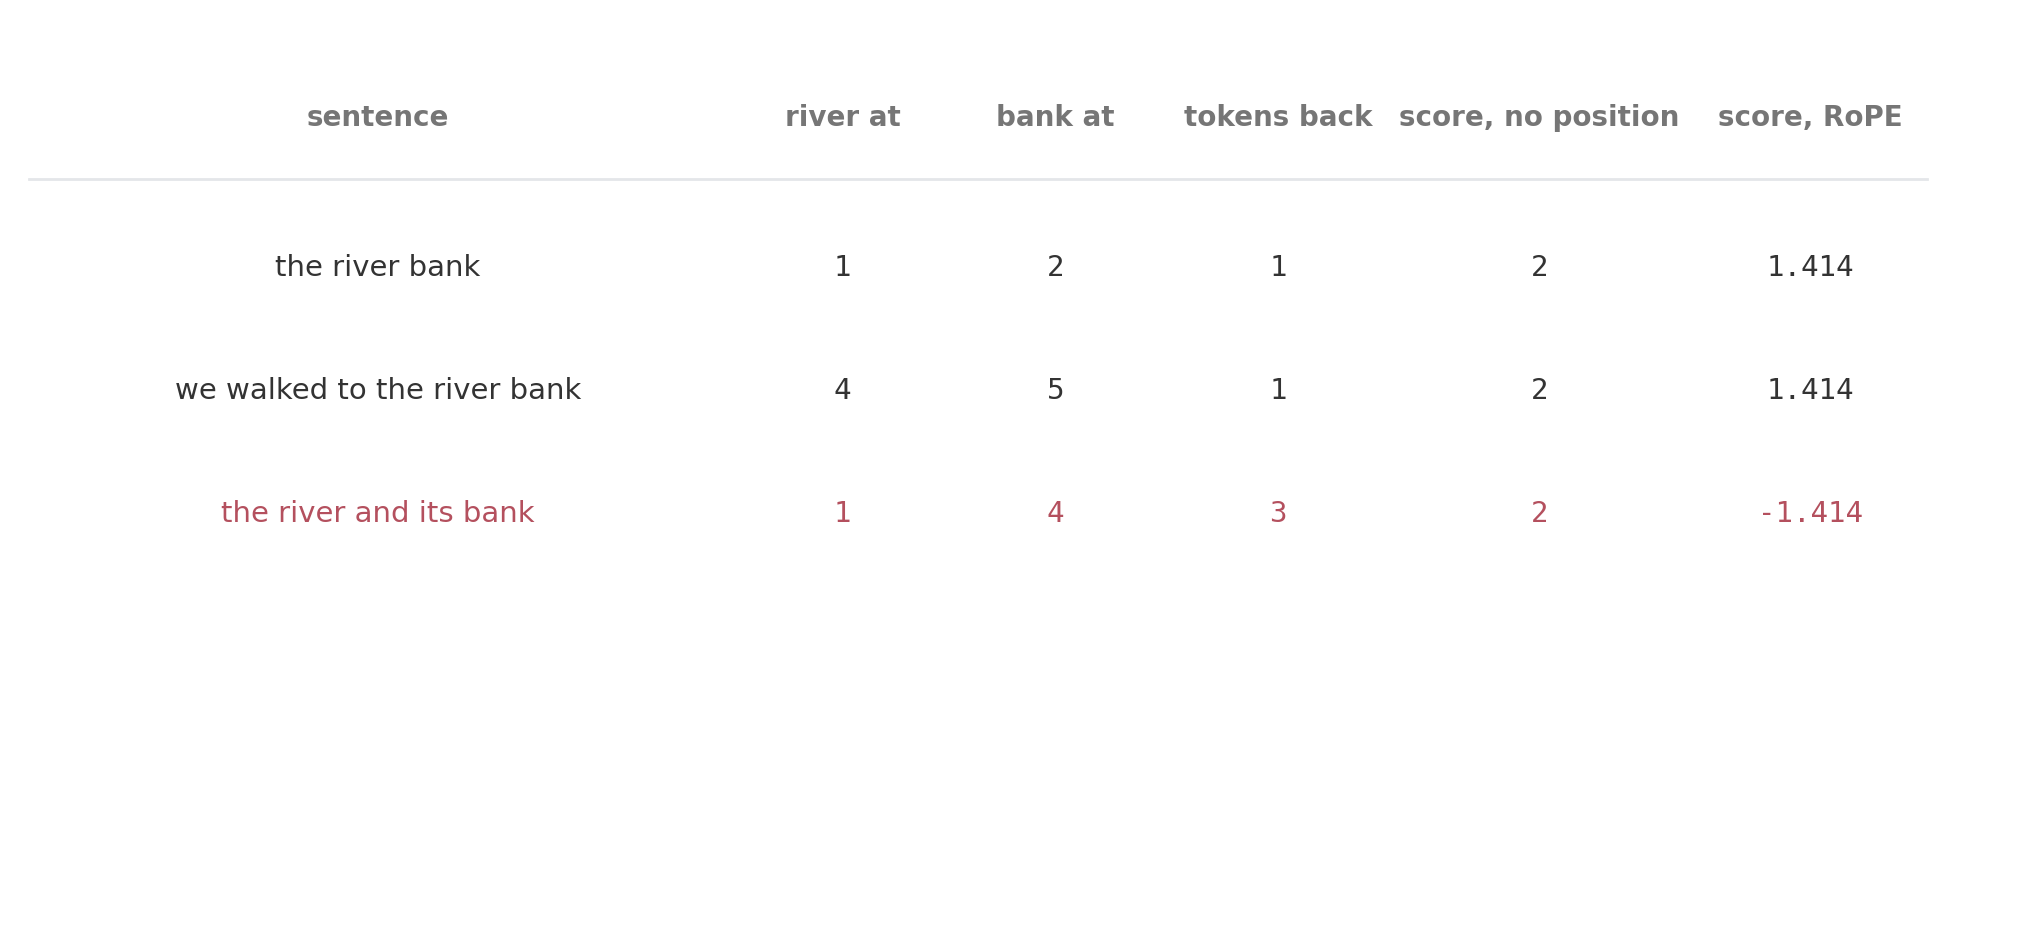 sentence river at bank at tokens back score, no position score, RoPE
the river bank 1 2 1 2 1.414
we walked to the river bank 4 5 1 2 1.414
the river and its bank 1 4 3 2 -1.414